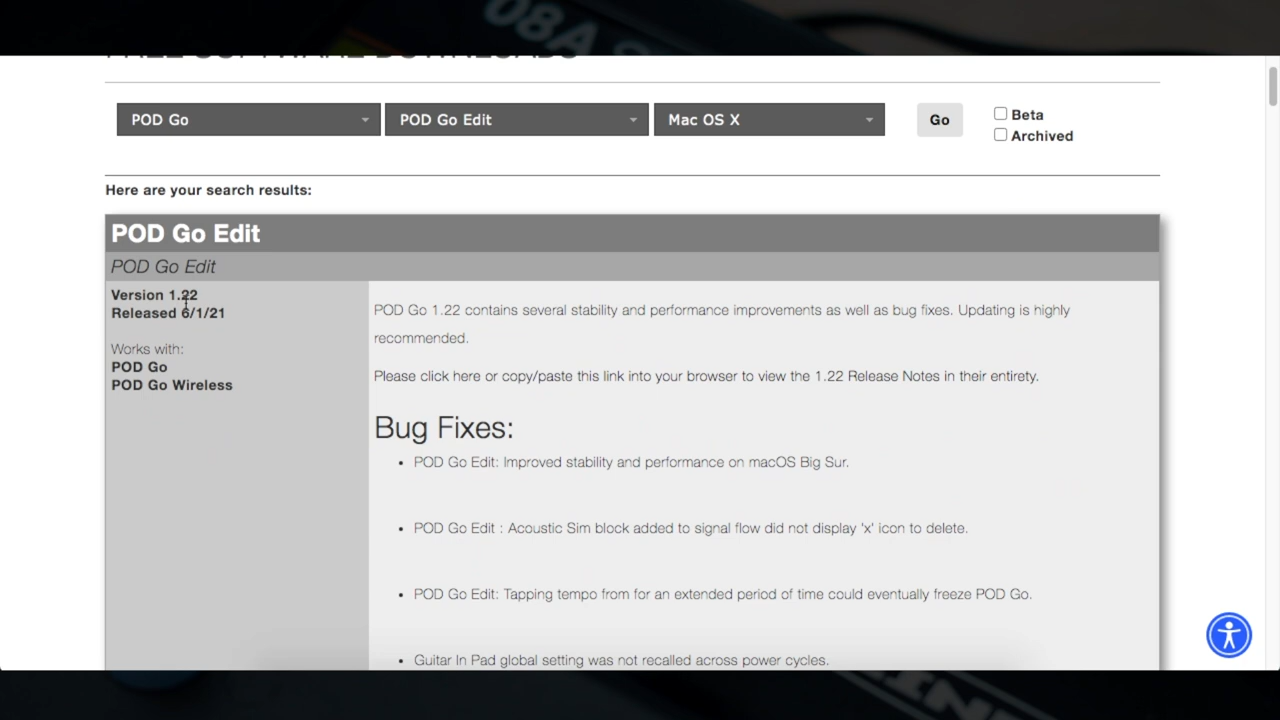 08A
FREE SOFTWARE DOWNLOADS
POD Go POD Go Edit Mac OS X Go Beta
Archived
Here are your search results:
POD Go Edit
POD Go Edit
Version 1.22
Released 6/1/21
Works with:
POD Go
POD Go Wireless
POD Go 1.22 contains several stability and performance improvements as well as bug fixes. Updating is highly
recommended.
Please click here or copy/paste this link into your browser to view the 1.22 Release Notes in their entirety.
Bug Fixes:
• POD Go Edit: Improved stability and performance on macOS Big Sur.
• POD Go Edit : Acoustic Sim block added to signal flow did not display 'x' icon to delete.
• POD Go Edit: Tapping tempo from for an extended period of time could eventually freeze POD Go.
• Guitar In Pad global setting was not recalled across power cycles.